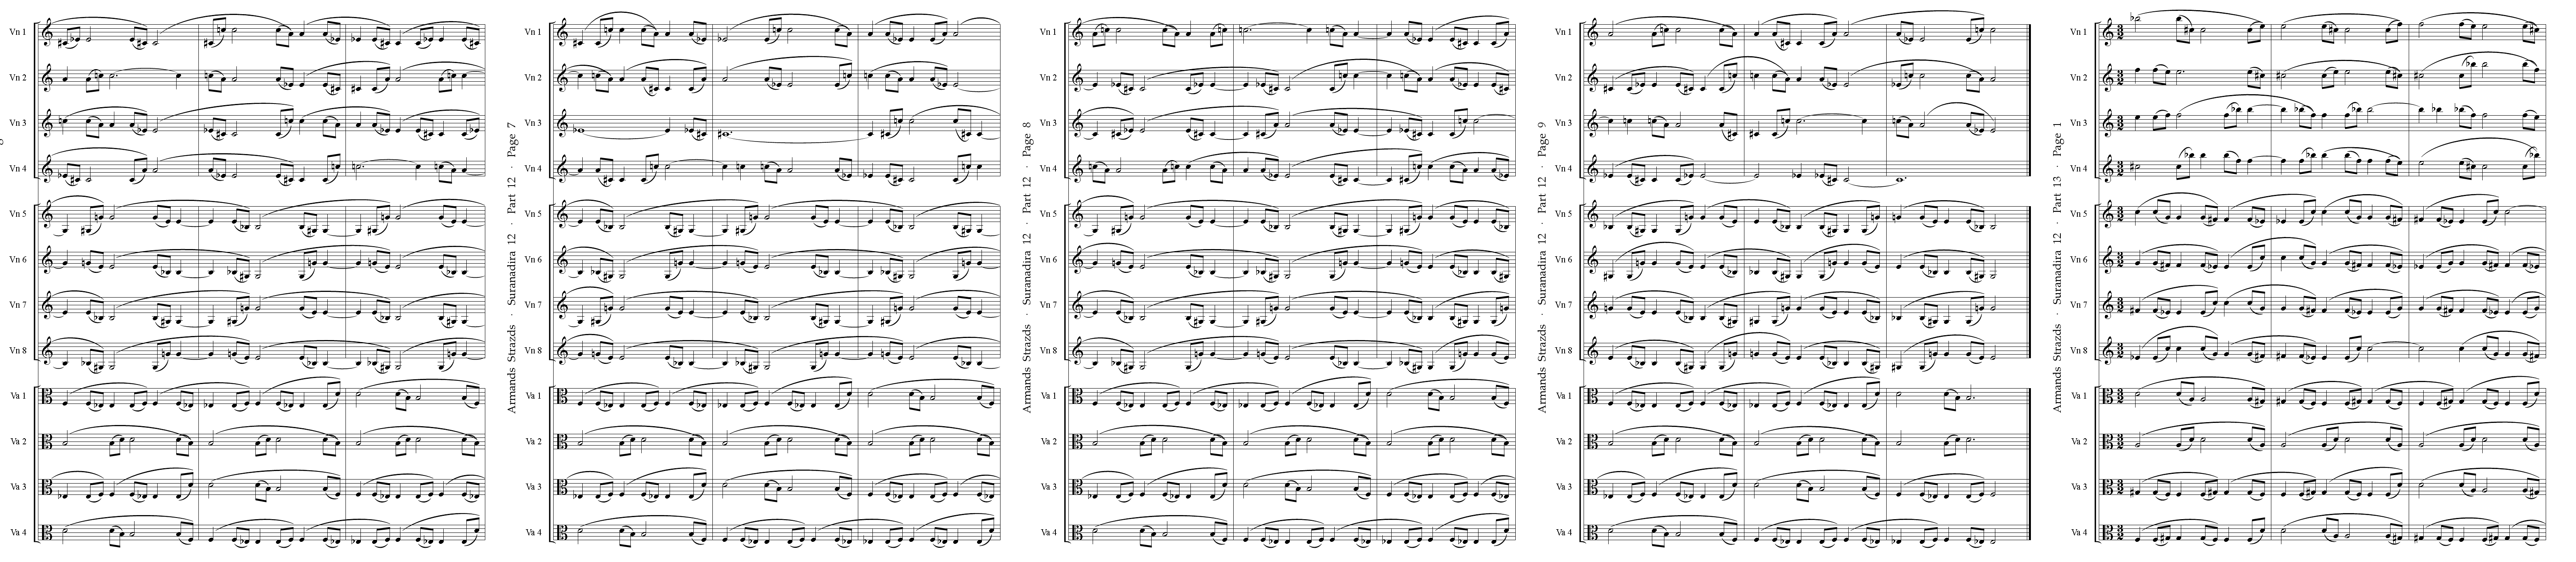 Vn 1
Vn 2
Vn 3
Vn 4
Vn 5
Vn 6
Vn 7
Vn 8
Va 1
Va 2
Va 3
Va 4
Armands Strazds · Suranadira 12 · Part 12 · Page 7
Vn 1
Vn 2
Vn 3
Vn 4
Vn 5
Vn 6
Vn 7
Vn 8
Va 1
Va 2
Va 3
Va 4
Armands Strazds · Suranadira 12 · Part 12 · Page 8
Vn 1
Vn 2
Vn 3
Vn 4
Vn 5
Vn 6
Vn 7
Vn 8
Va 1
Va 2
Va 3
Va 4
Armands Strazds · Suranadira 12 · Part 12 · Page 9
Vn 1
Vn 2
Vn 3
Vn 4
Vn 5
Vn 6
Vn 7
Vn 8
Va 1
Va 2
Va 3
Va 4
Armands Strazds · Suranadira 12 · Part 13 · Page 1
Vn 1
Vn 2
Vn 3
Vn 4
Vn 5
Vn 6
Vn 7
Vn 8
Va 1
Va 2
Va 3
Va 4